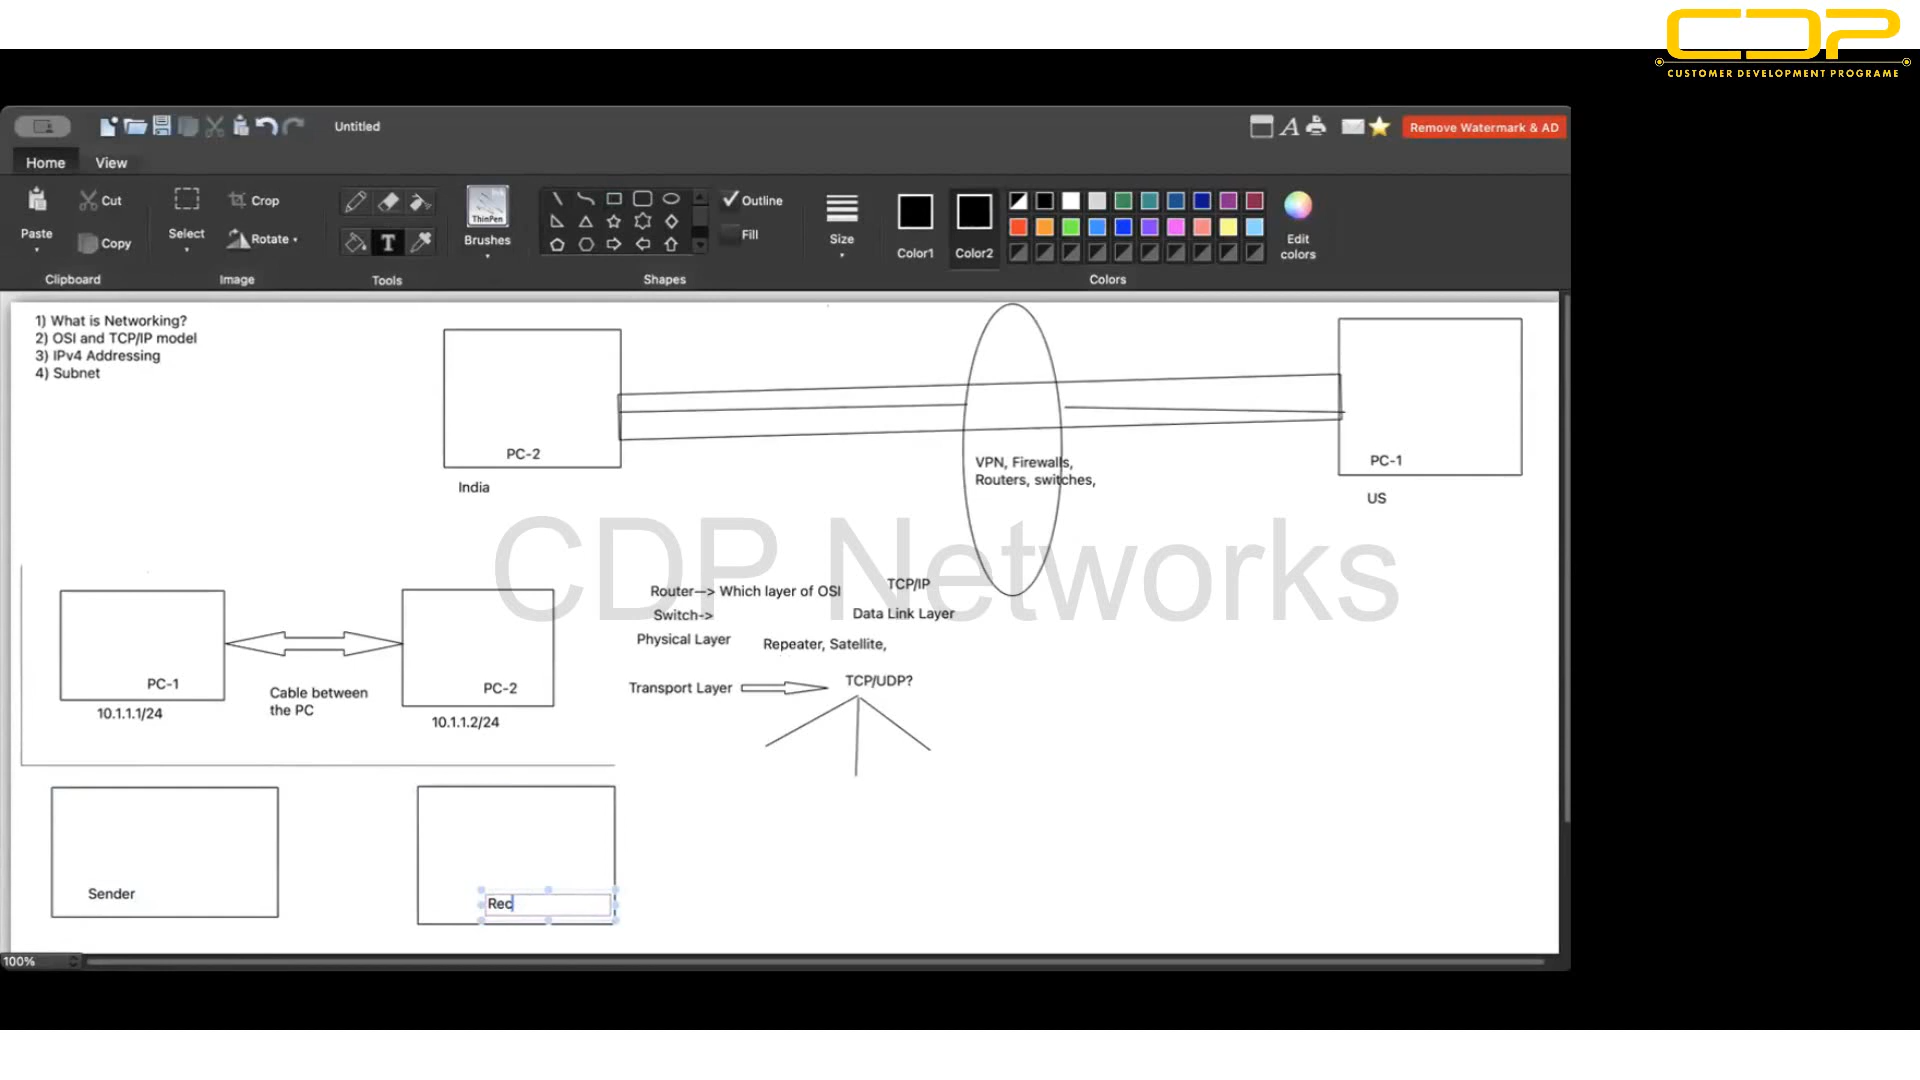 CDP
CUSTOMER DEVELOPMENT PROGRAME
Untitled
Remove Watermark & AD
Home View
Paste
Cut
Copy
Clipboard
Select
Crop
Rotate
Image
T
Tools
ThinPen
Brushes
Shapes
Outline
Fill
Size
Color1
Color2
Colors
Edit
colors
1) What is Networking?
2) OSI and TCP/IP model
3) IPv4 Addressing
4) Subnet
PC-2
India
VPN, Firewalls,
Routers, switches,
PC-1
US
CDP Networks
PC-1
10.1.1.1/24
Cable between
the PC
PC-2
10.1.1.2/24
Router—> Which layer of OSI
TCP/IP
Switch->
Data Link Layer
Physical Layer
Repeater, Satellite,
Transport Layer
TCP/UDP?
Sender
Rec
100%